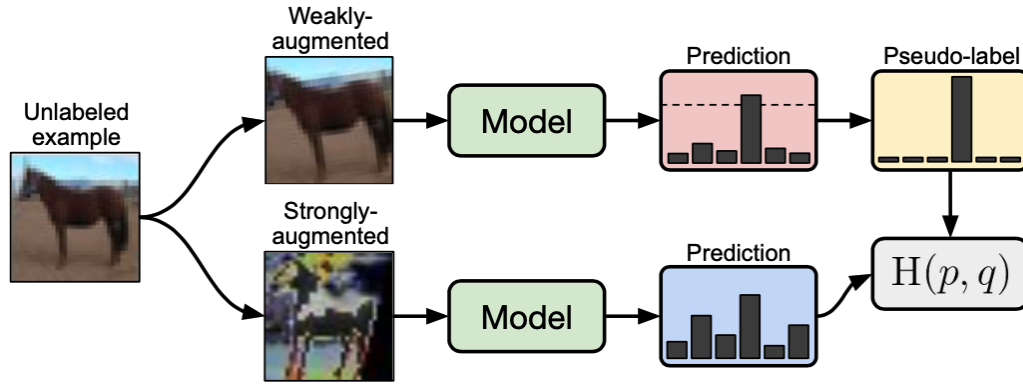 Unlabeled
example
Weakly-
augmented
Model
Prediction
Pseudo-label
Strongly-
augmented
Model
Prediction
H(p, q)